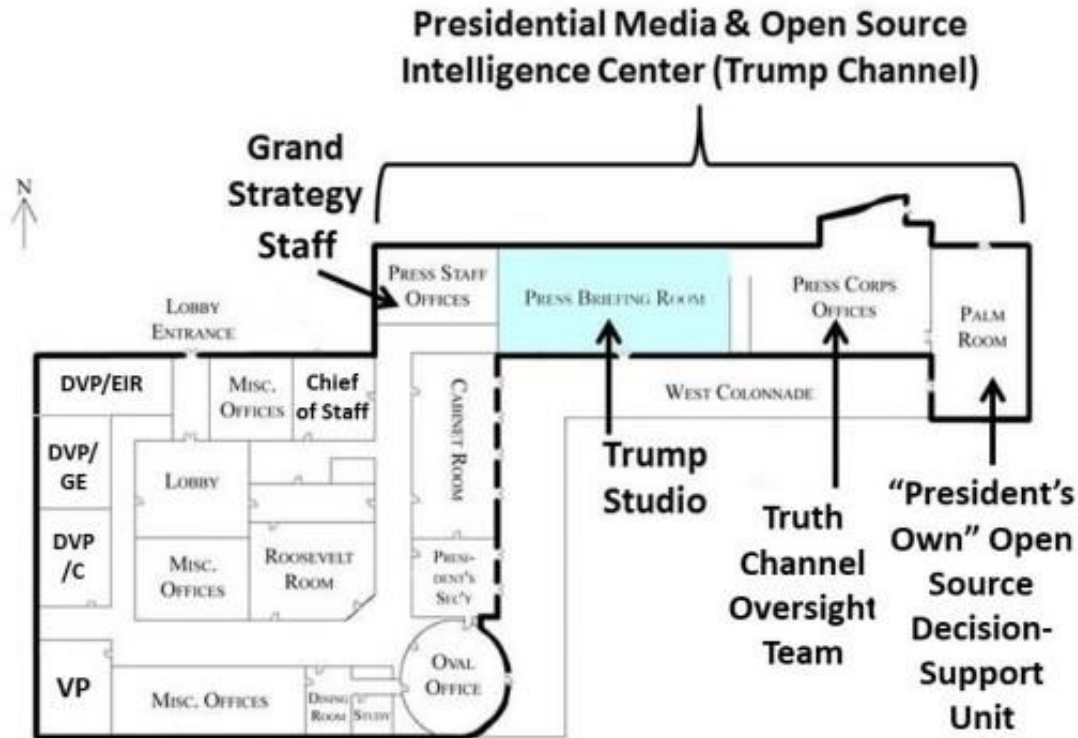 Presidential Media & Open Source
Intelligence Center (Trump Channel)
Grand
Strategy
Staff
N
LOBBY
ENTRANCE
PRESS STAFF
OFFICES
PRESS BRIEFING ROOM
PRESS CORPS
OFFICES
PALM
ROOM
DVP/EIR
MISC.
OFFICES
Chief
of Staff
CABINET ROOM
WEST COLONNADE
DVP/
GE
LOBBY
DVP
/C
MISC.
OFFICES
ROOSEVELT
ROOM
PRESI-
DENT'S
SEC'Y
Trump
Studio
Truth
Channel
Oversight
Team
“President’s
Own” Open
Source
Decision-
Support
Unit
VP
MISC. OFFICES
DINING
ROOM
STUDY
OVAL
OFFICE